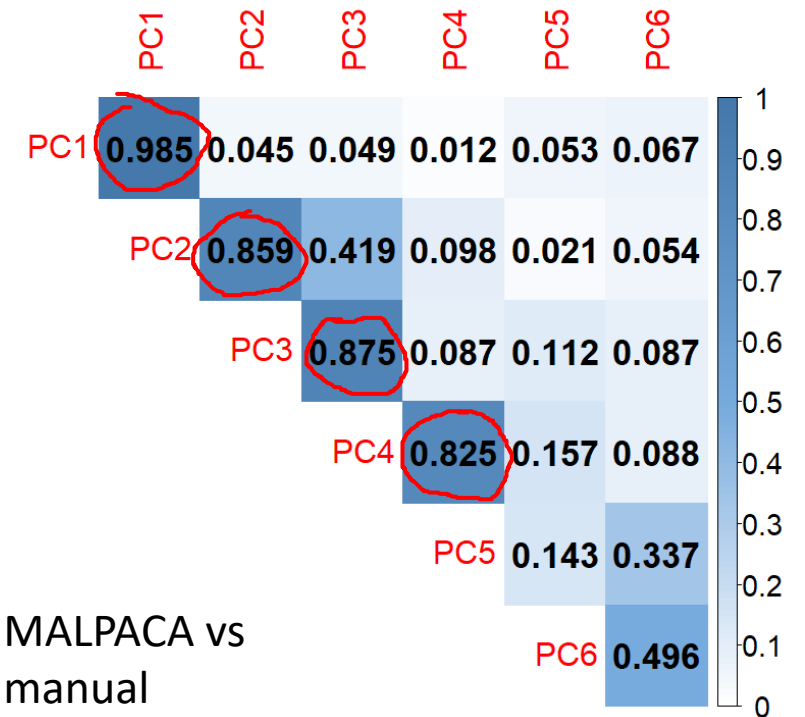 PC1 PC2 PC3 PC4 PC5 PC6
PC1 0.985 0.045 0.049 0.012 0.053 0.067
PC2 0.859 0.419 0.098 0.021 0.054
PC3 0.875 0.087 0.112 0.087
PC4 0.825 0.157 0.088
PC5 0.143 0.337
PC6 0.496
1
0.9
0.8
0.7
0.6
0.5
0.4
0.3
0.2
0.1
0
MALPACA vs
manual